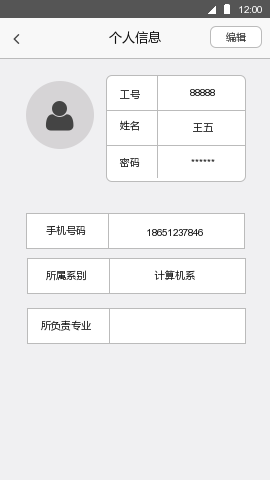 12:00
个人信息
编辑
工号 88888
姓名 王五
密码 ******
手机号码 18651237846
所属系别 计算机系
所负责专业